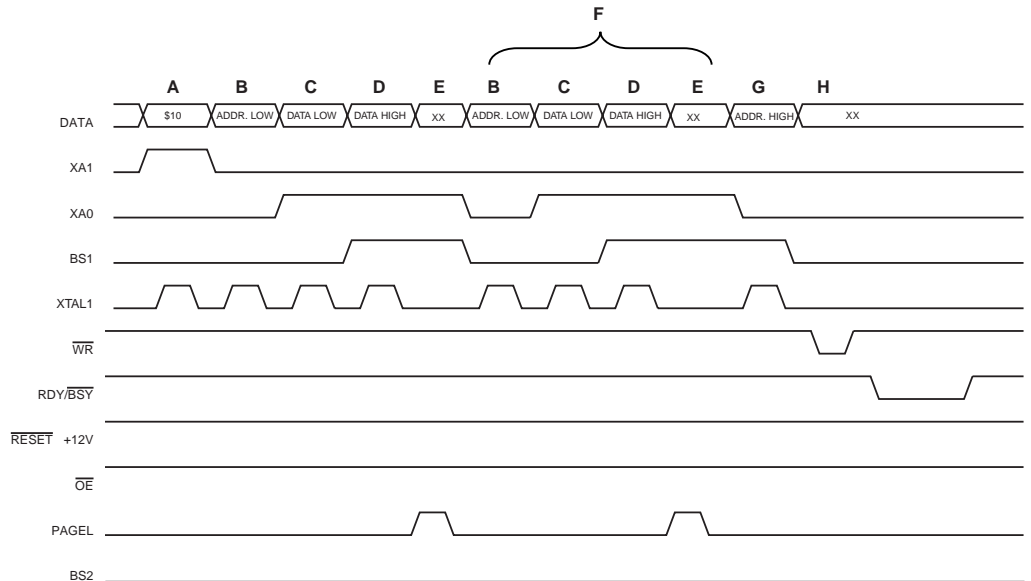 F
A B C D E B C D E G H
DATA $10 ADDR. LOW DATA LOW DATA HIGH XX ADDR. LOW DATA LOW DATA HIGH XX ADDR. HIGH XX
XA1
XA0
BS1
XTAL1
WR
RDY/BSY
RESET +12V
OE
PAGEL
BS2